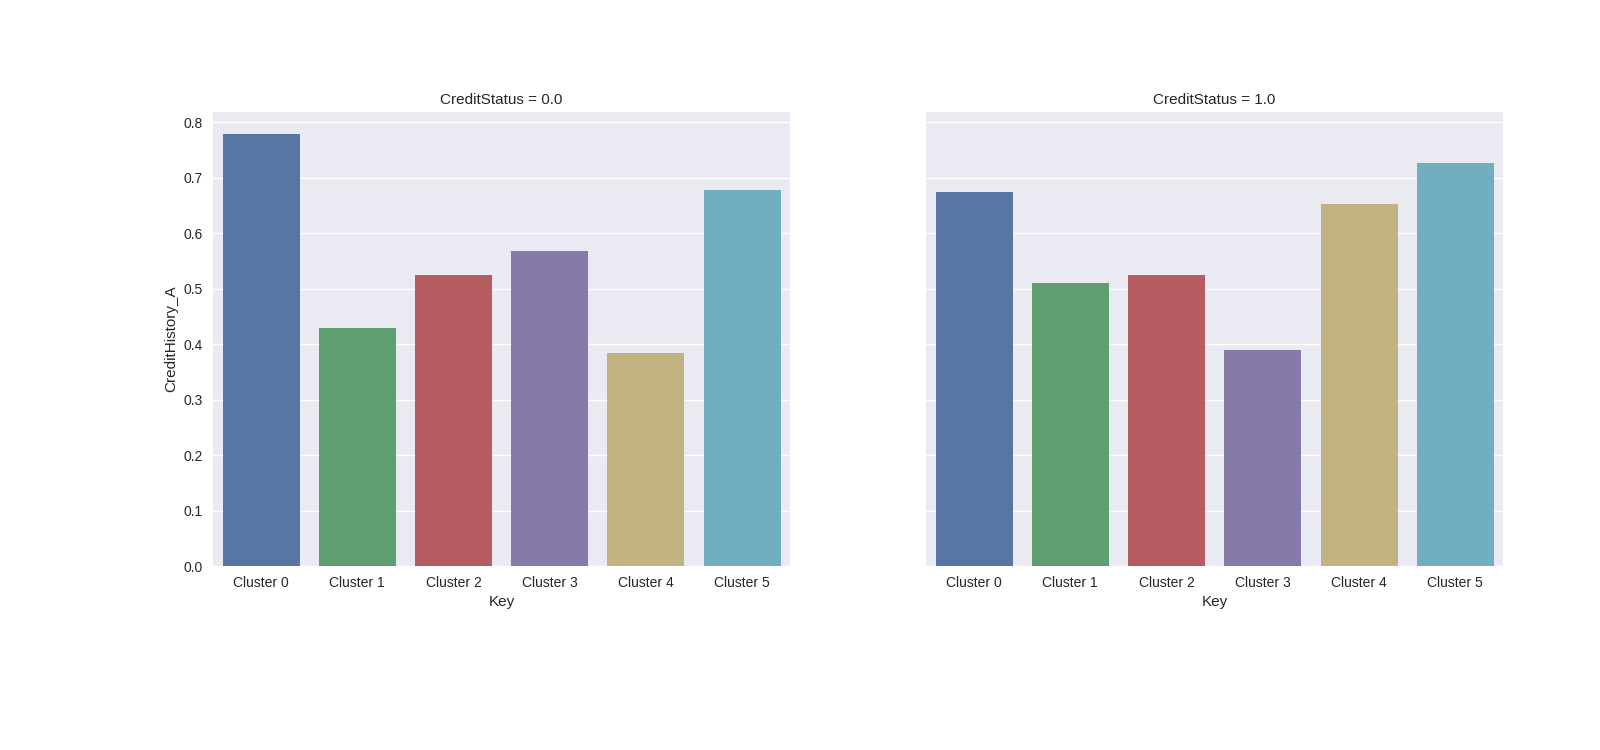 CreditStatus = 0.0
CreditStatus = 1.0
CreditHistory_A
0.8
0.7
0.6
0.5
0.4
0.3
0.2
0.1
0.0
Cluster 0 Cluster 1 Cluster 2 Cluster 3 Cluster 4 Cluster 5
Key
Cluster 0 Cluster 1 Cluster 2 Cluster 3 Cluster 4 Cluster 5
Key